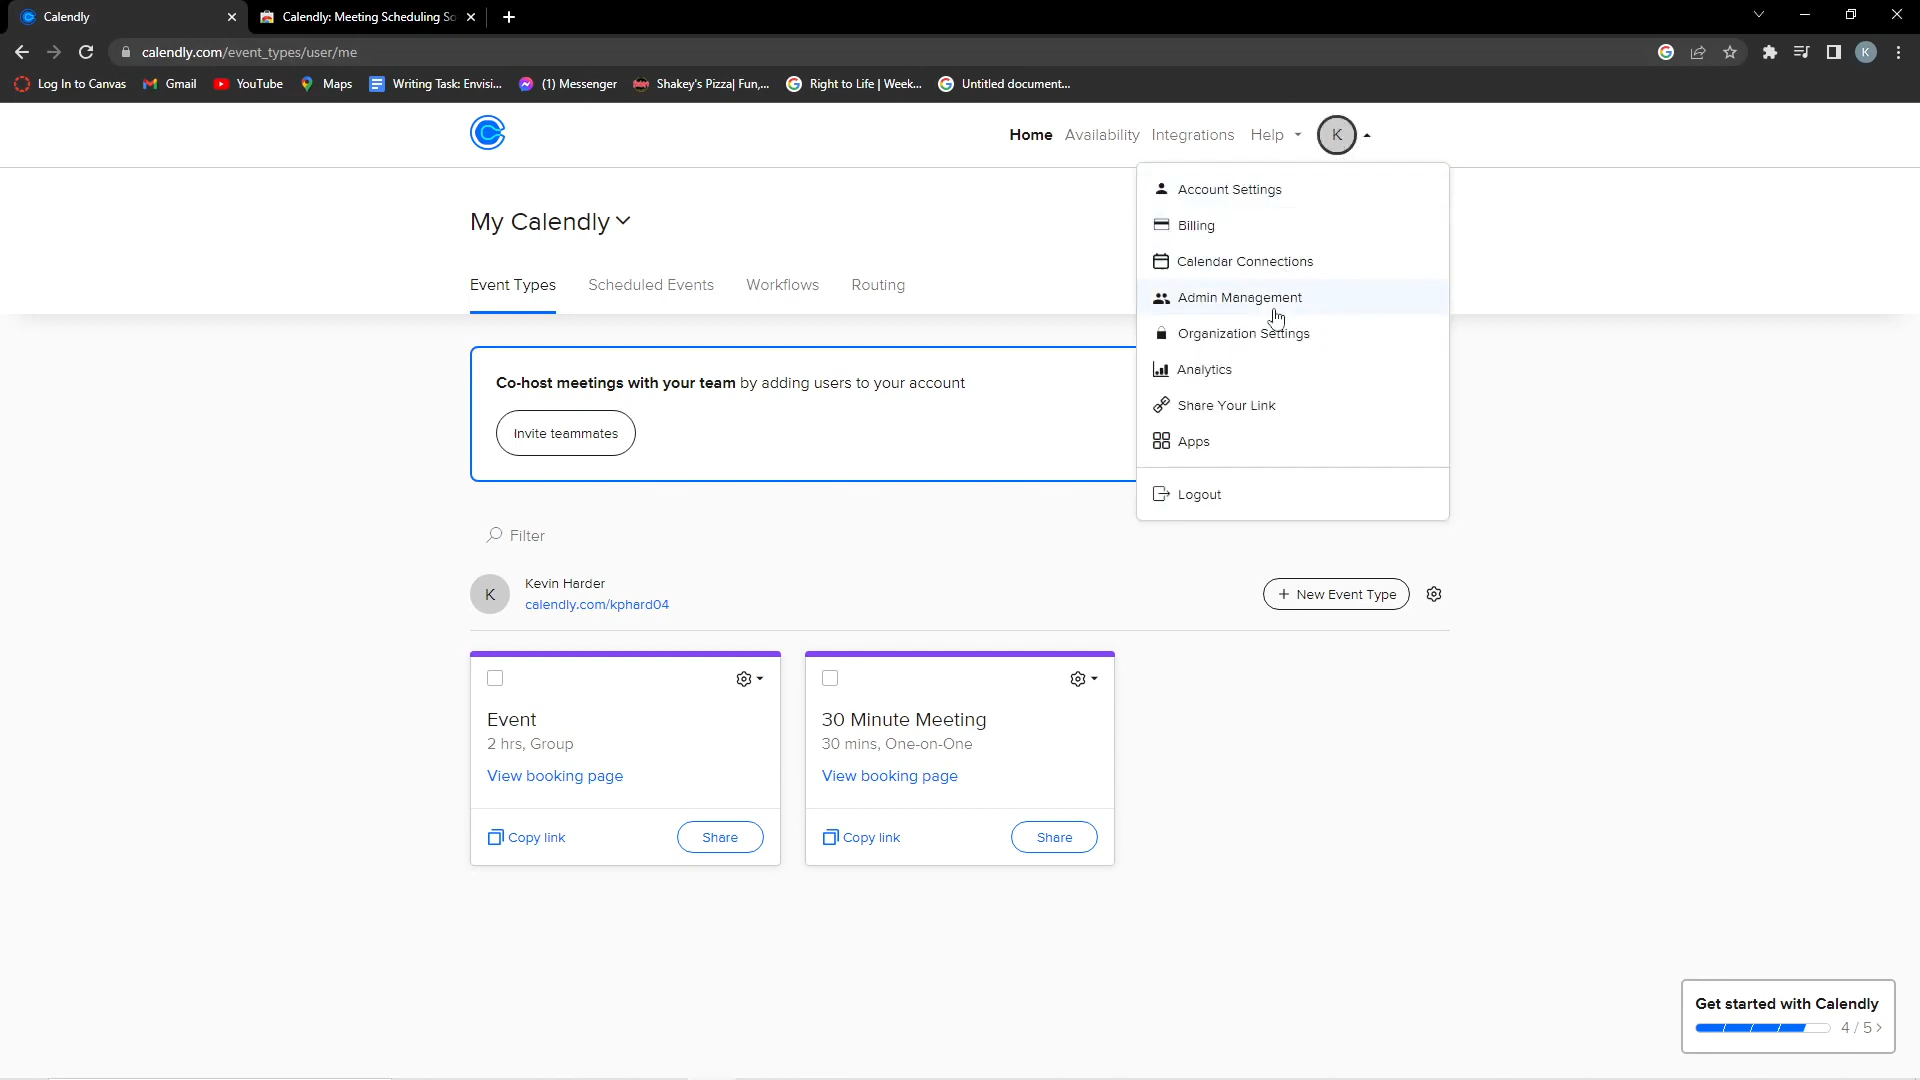 Calendly
Calendly: Meeting Scheduling So
calendly.com/event_types/user/me
K
Log In to Canvas
Gmail
YouTube
Maps
Writing Task: Envisi...
(1) Messenger
Shakey's Pizza| Fun,...
Right to Life | Week...
Untitled document...
Home
Availability
Integrations
Help
K
My Calendly
Account Settings
Billing
Calendar Connections
Admin Management
Organization Settings
Analytics
Share Your Link
Apps
Logout
Event Types
Scheduled Events
Workflows
Routing
Co-host meetings with your team by adding users to your account
Invite teammates
Filter
K
Kevin Harder
calendly.com/kphard04
+ New Event Type
Event
2 hrs, Group
View booking page
Copy link
Share
30 Minute Meeting
30 mins, One-on-One
View booking page
Copy link
Share
Get started with Calendly
4 / 5 >